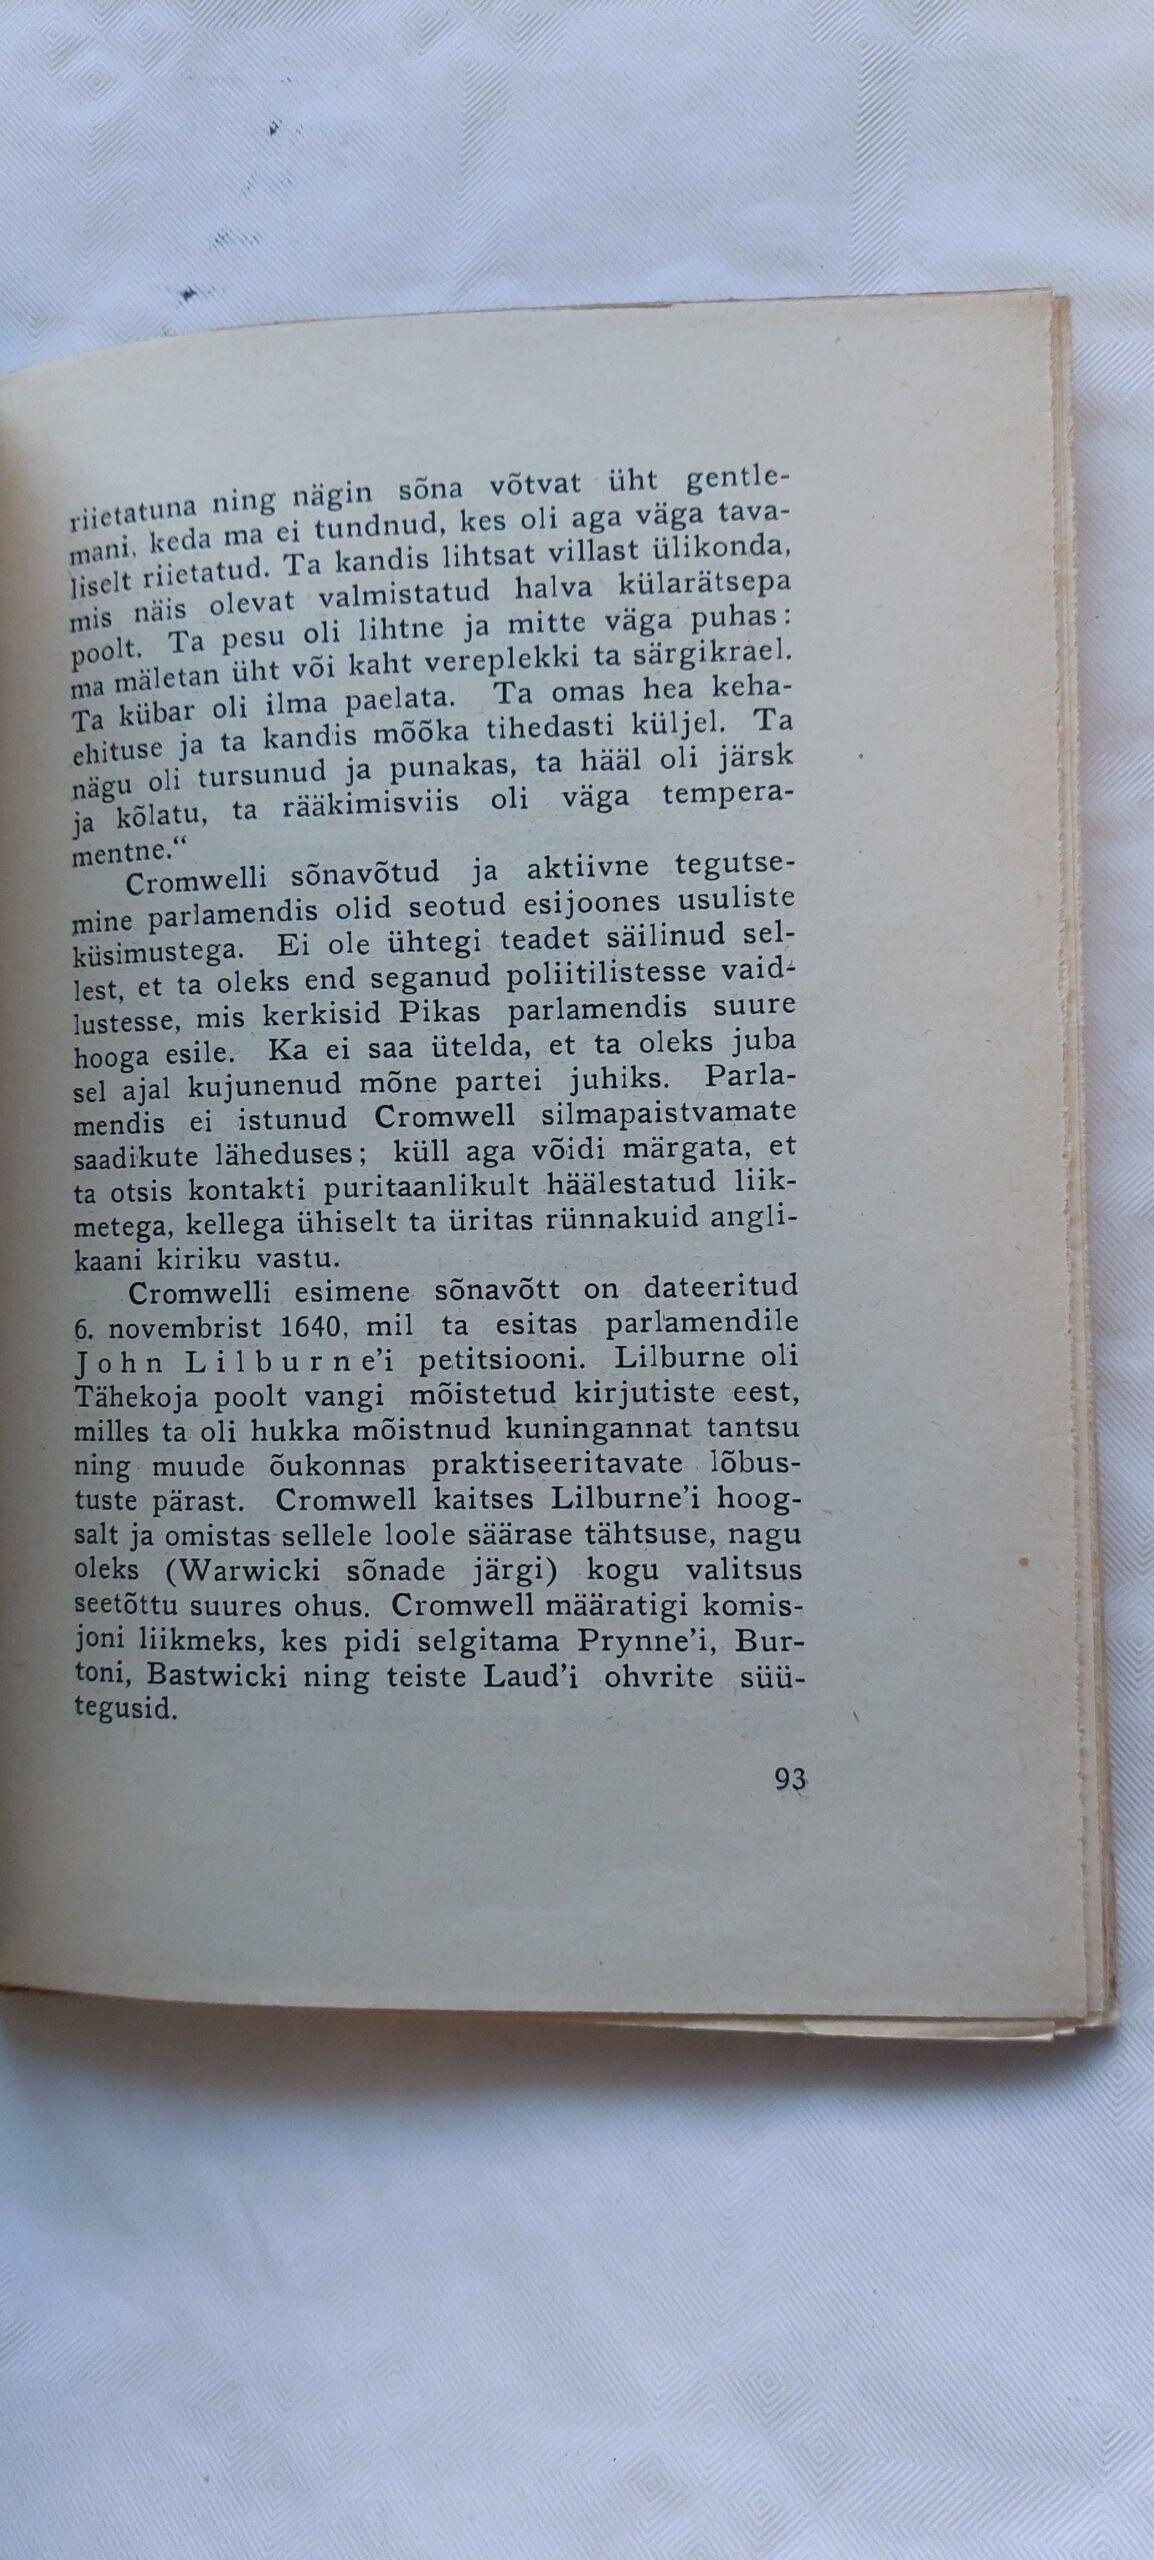 riietatuna ning nägin sõna võtvat üht gentle-
mani, keda ma ei tundnud, kes oli aga väga tava-
liselt riietatud. Ta kandis lihtsat villast ülikonda,
mis näis olevat valmistatud halva külarätsepa
poolt. Ta pesu oli lihtne ja mitte väga puhas:
ma mäletan üht või kaht vereplekki ta särgikrael.
Ta kübar oli ilma paelata. Ta omas hea keha-
ehituse ja ta kandis mõõka tihedasti küljel. Ta
nägu oli tursunud ja punakas, ta hääl oli järsk
ja kõlatu, ta rääkimisviis oli väga tempera-
mentne.“
Cromwelli sõnavõtud ja aktiivne tegutse-
mine parlamendis olid seotud esijoones usuliste
küsimustega. Ei ole ühtegi teadet säilinud sel-
lest, et ta oleks end seganud poliitilistesse vaid-
lustesse, mis kerkisid Pikas parlamendis suure
hooga esile. Ka ei saa ütelda, et ta oleks juba
sel ajal kujunenud mõne partei juhiks. Parla-
mendis ei istunud Cromwell silmapaistvamate
saadikute läheduses; küll aga võidi märgata, et
ta otsis kontakti puritaanlikult häälestatud liik-
metega, kellega ühiselt ta üritas rünnakuid angli-
kaani kiriku vastu.
Cromwelli esimene sõnavõtt on dateeritud
6. novembrist 1640, mil ta esitas parlamendile
John Lilburne’i petitsiooni. Lilburne oli
Tähekoja poolt vangi mõistetud kirjutiste eest,
milles ta oli hukka mõistnud kuningannat tantsu
ning muude õukonnas praktiseeritavate lõbus-
tuste pärast. Cromwell kaitses Lilburne’i hoog-
salt ja omistas sellele loole säärase tähtsuse, nagu
oleks (Warwicki sõnade järgi) kogu valitsus
seetõttu suures ohus. Cromwell määratigi komis-
joni liikmeks, kes pidi selgitama Prynne’i, Bur-
toni, Bastwicki ning teiste Laud’i ohvrite süü-
tegusid.
93